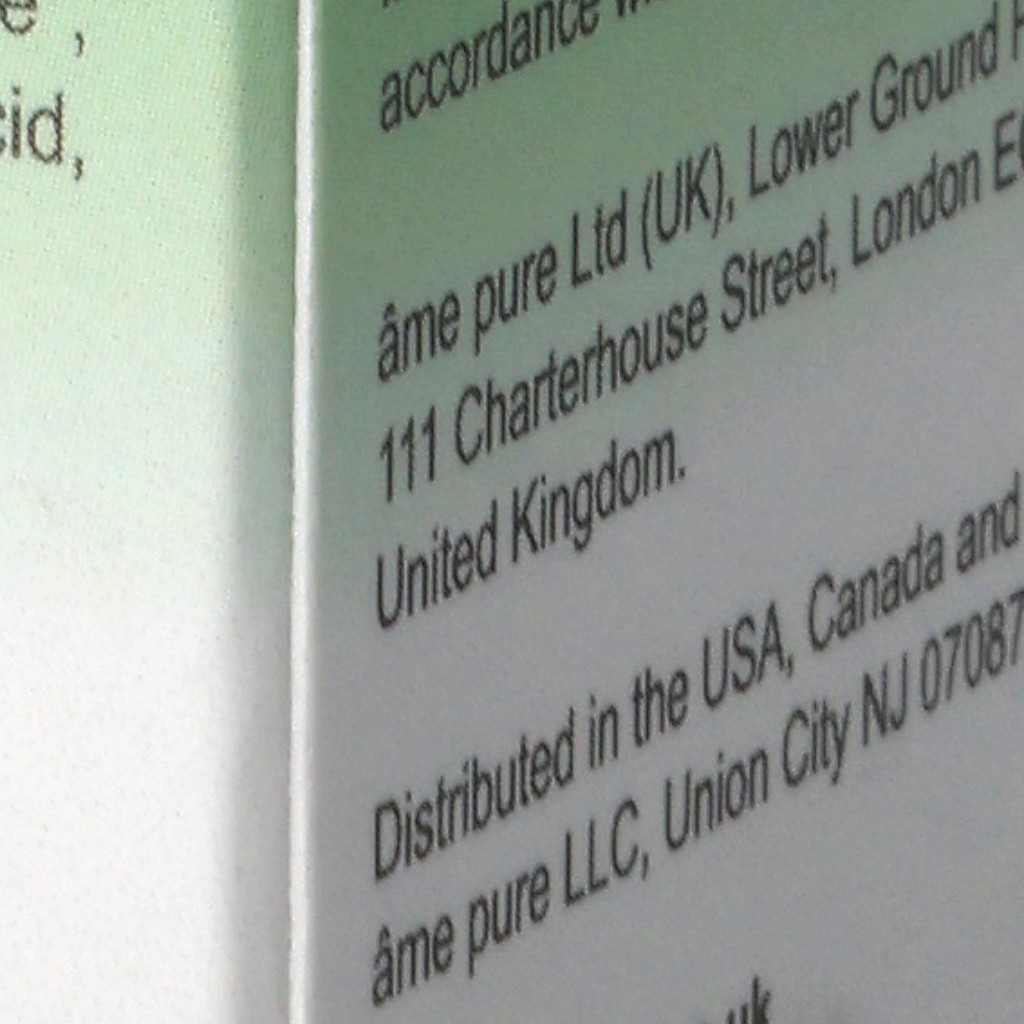 accordance
âme pure Ltd (UK), Lower Ground
111 Charterhouse Street, London
United Kingdom.
Distributed in the USA, Canada and
âme pure LLC, Union City NJ 07087